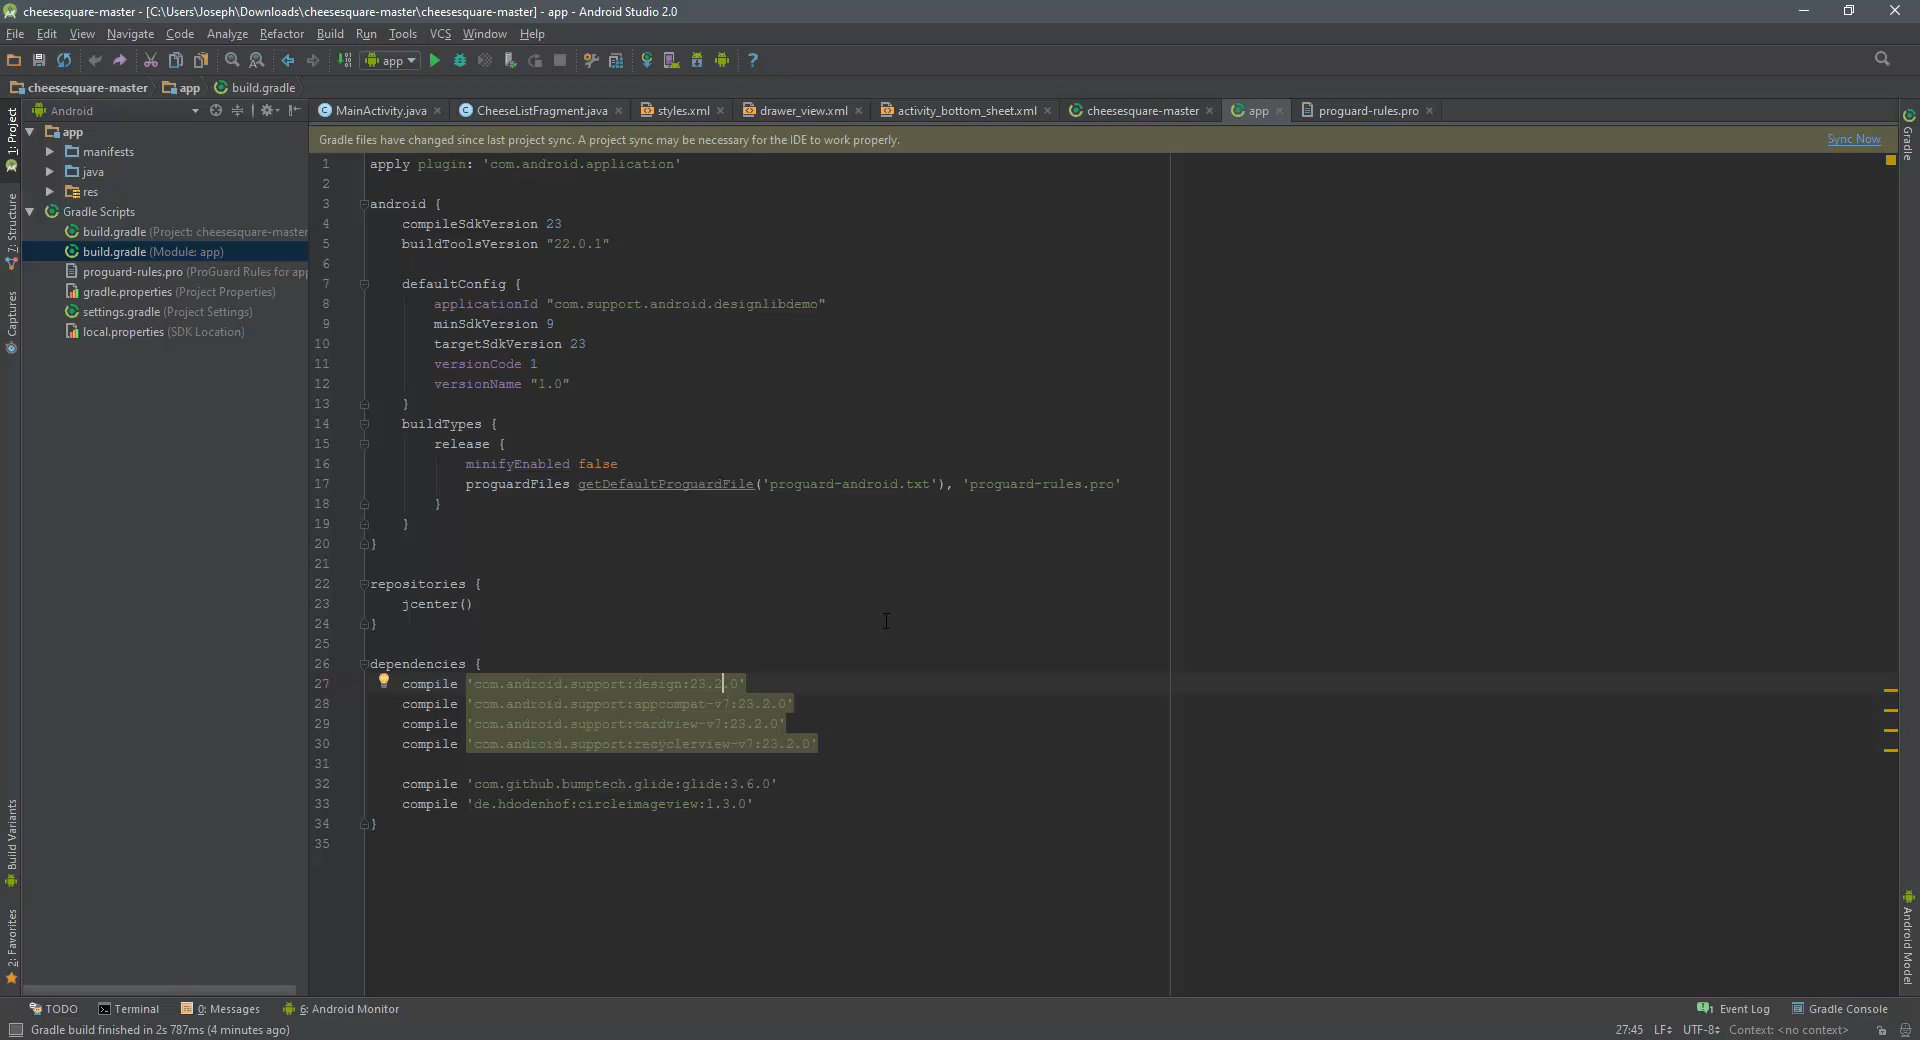 cheesesquare-master - [C:\Users\Joseph\Downloads\cheesesquare-master\cheesesquare-master] - app - Android Studio 2.0
File Edit View Navigate Code Analyze Refactor Build Run Tools VCS Window Help
app
cheesesquare-master app build.gradle
Android
MainActivity.java CheeseListFragment.java styles.xml drawer_view.xml activity_bottom_sheet.xml cheesesquare-master app proguard-rules.pro
Gradle files have changed since last project sync. A project sync may be necessary for the IDE to work properly. Sync Now
1: Project
7: Structure
Captures
Build Variants
2: Favorites
app
manifests
java
res
Gradle Scripts
build.gradle (Project: cheesesquare-master
build.gradle (Module: app)
proguard-rules.pro (ProGuard Rules for app
gradle.properties (Project Properties)
settings.gradle (Project Settings)
local.properties (SDK Location)
1 apply plugin: 'com.android.application'
2
3 android {
4 compileSdkVersion 23
5 buildToolsVersion "22.0.1"
6
7 defaultConfig {
8 applicationId "com.support.android.designlibdemo"
9 minSdkVersion 9
10 targetSdkVersion 23
11 versionCode 1
12 versionName "1.0"
13 }
14 buildTypes {
15 release {
16 minifyEnabled false
17 proguardFiles getDefaultProguardFile('proguard-android.txt'), 'proguard-rules.pro'
18 }
19 }
20 }
21
22 repositories {
23 jcenter()
24 }
25
26 dependencies {
27 compile 'com.android.support:design:23.2.0'
28 compile 'com.android.support:appcompat-v7:23.2.0'
29 compile 'com.android.support:cardview-v7:23.2.0'
30 compile 'com.android.support:recyclerview-v7:23.2.0'
31
32 compile 'com.github.bumptech.glide:glide:3.6.0'
33 compile 'de.hdodenhof:circleimageview:1.3.0'
34 }
35
Gradle
Android Model
TODO Terminal 0: Messages 6: Android Monitor 1 Event Log Gradle Console
Gradle build finished in 2s 787ms (4 minutes ago) 27:45 LF UTF-8 Context: <no context>